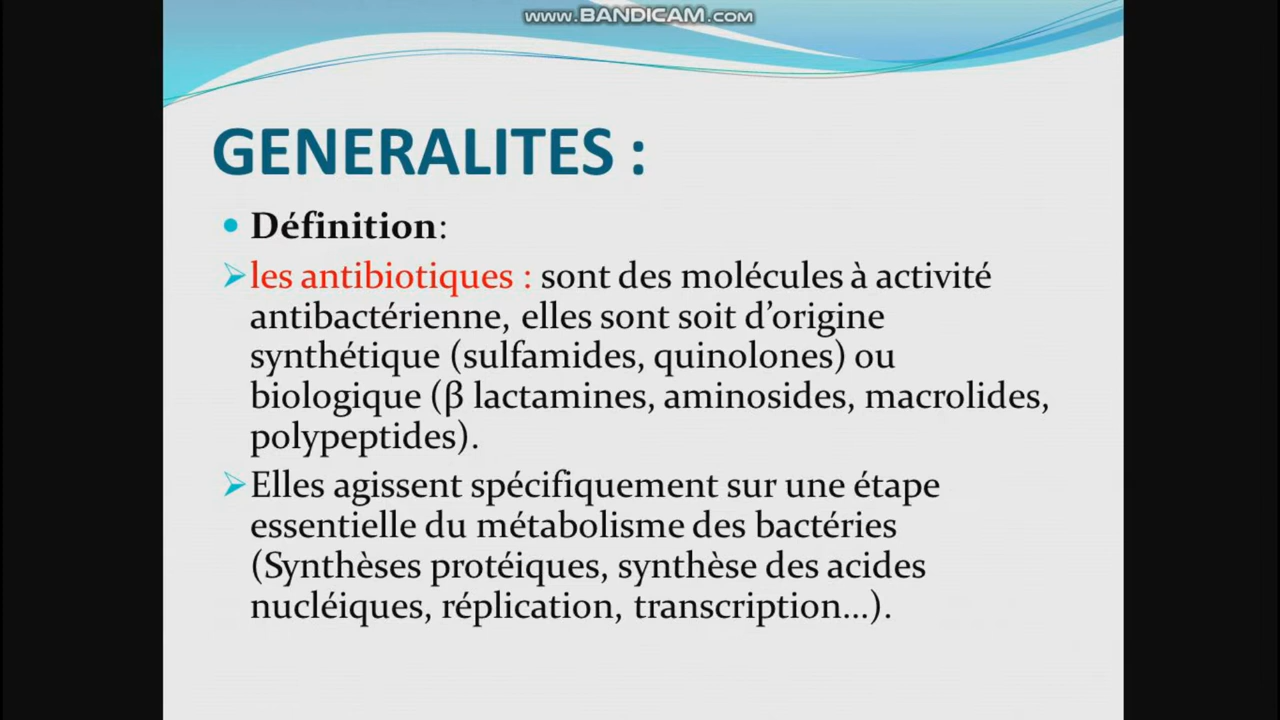 www.BANDICAM.com
GENERALITES :
• Définition:
➢les antibiotiques : sont des molécules à activité
antibactérienne, elles sont soit d’origine
synthétique (sulfamides, quinolones) ou
biologique (β lactamines, aminosides, macrolides,
polypeptides).
➢Elles agissent spécifiquement sur une étape
essentielle du métabolisme des bactéries
(Synthèses protéiques, synthèse des acides
nucléiques, réplication, transcription…).